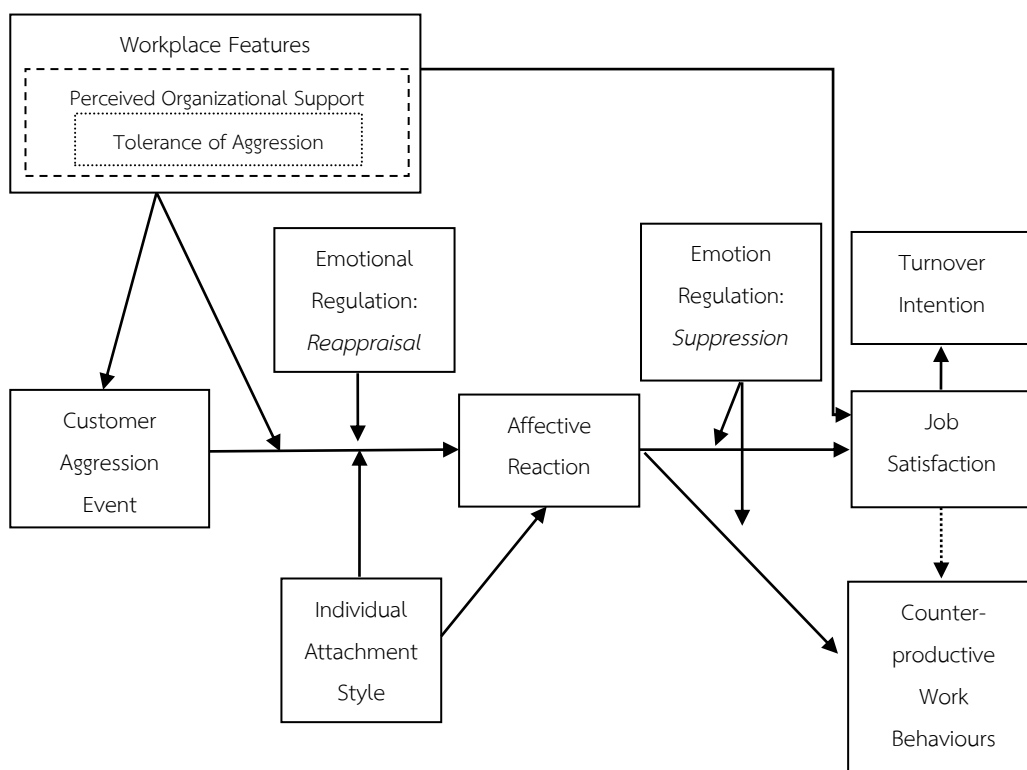 Workplace Features
Perceived Organizational Support
Tolerance of Aggression
Emotional
Regulation:
Reappraisal
Emotion
Regulation:
Suppression
Turnover
Intention
Customer
Aggression
Event
Affective
Reaction
Job
Satisfaction
Individual
Attachment
Style
Counter-
productive
Work
Behaviours